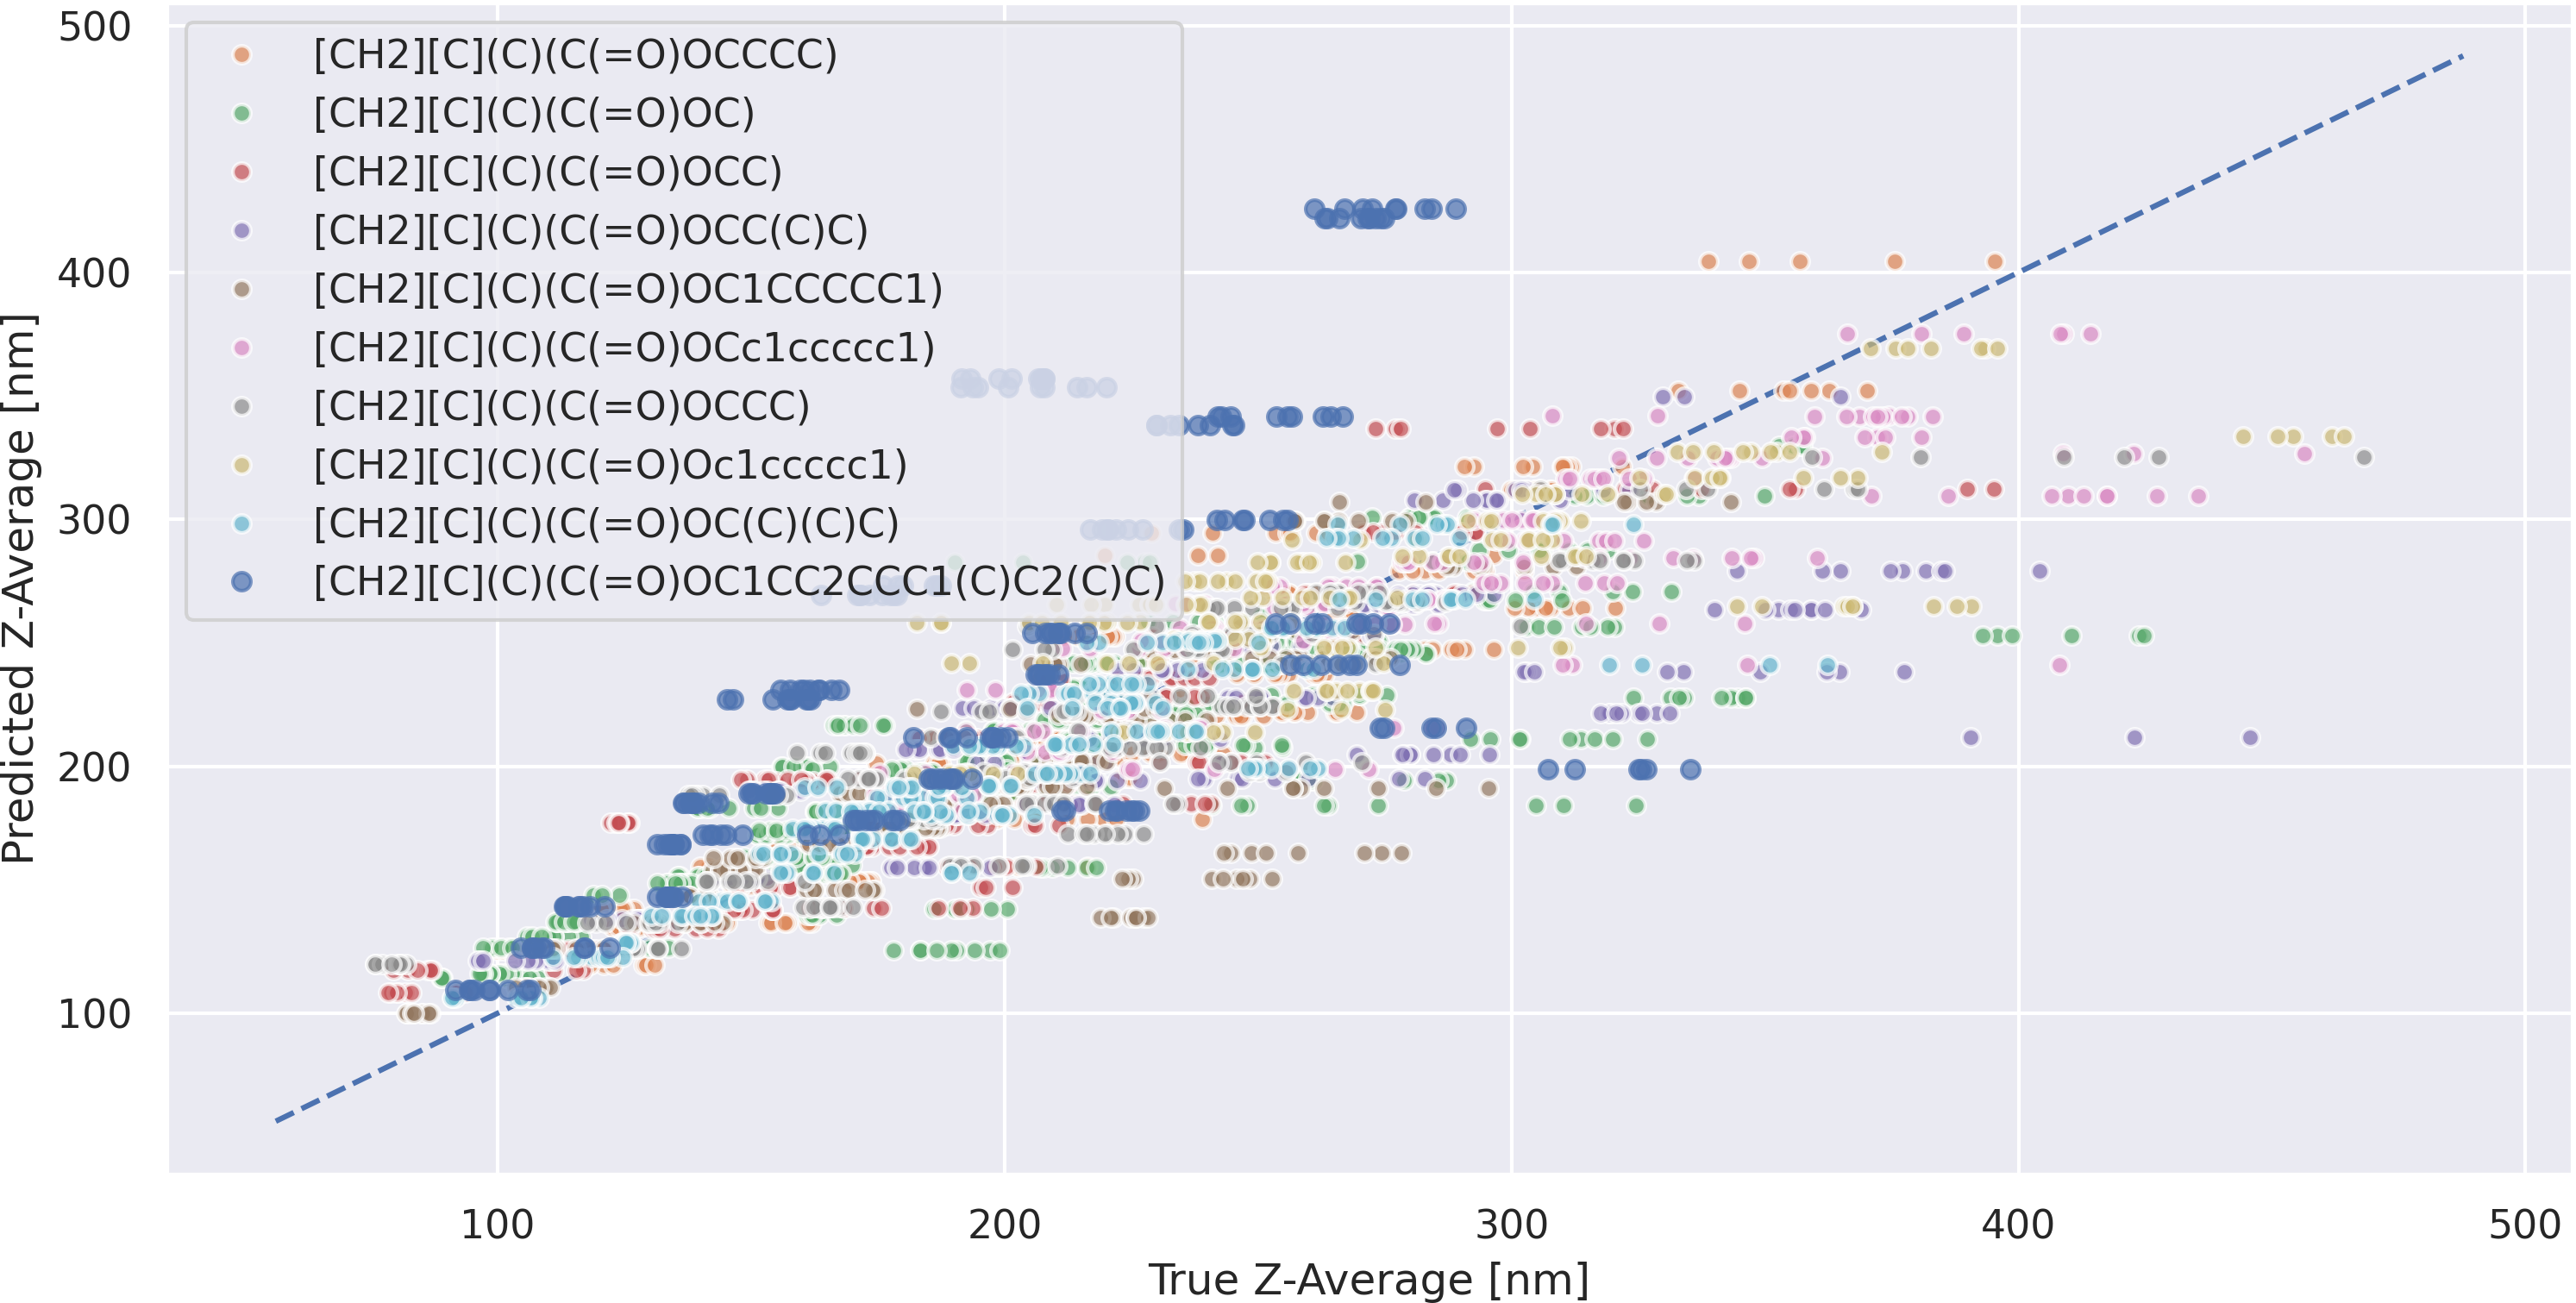 500
400
300
200
100
Predicted Z-Average [nm]
[CH2][C](C)(C(=O)OCCCC)
[CH2][C](C)(C(=O)OC)
[CH2][C](C)(C(=O)OCC)
[CH2][C](C)(C(=O)OCC(C)C)
[CH2][C](C)(C(=O)OC1CCCCC1)
[CH2][C](C)(C(=O)OCc1ccccc1)
[CH2][C](C)(C(=O)OCCC)
[CH2][C](C)(C(=O)Oc1ccccc1)
[CH2][C](C)(C(=O)OC(C)(C)C)
[CH2][C](C)(C(=O)OC1CC2CCC1(C)C2(C)C)
100 200 300 400 500
True Z-Average [nm]